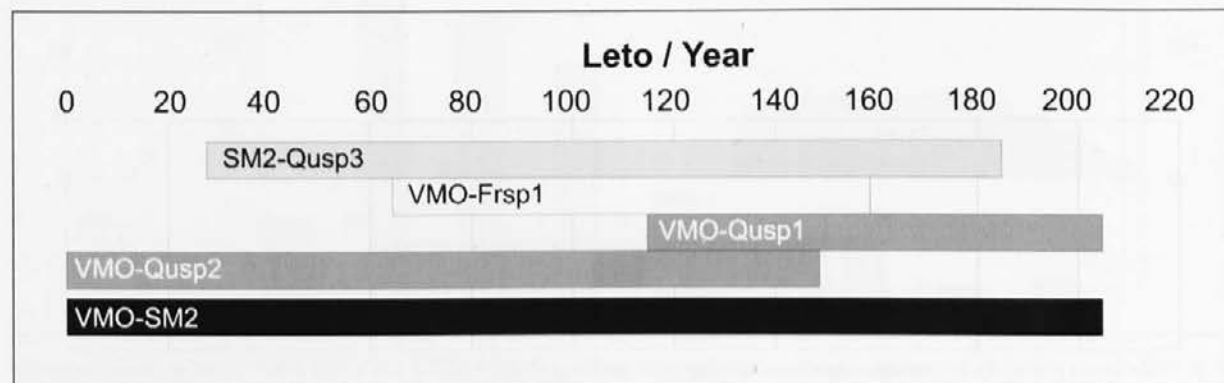 Leto / Year
0 20 40 60 80 100 120 140 160 180 200 220
SM2-Qusp3
VMO-Frsp1
VMO-Qusp1
VMO-Qusp2
VMO-SM2